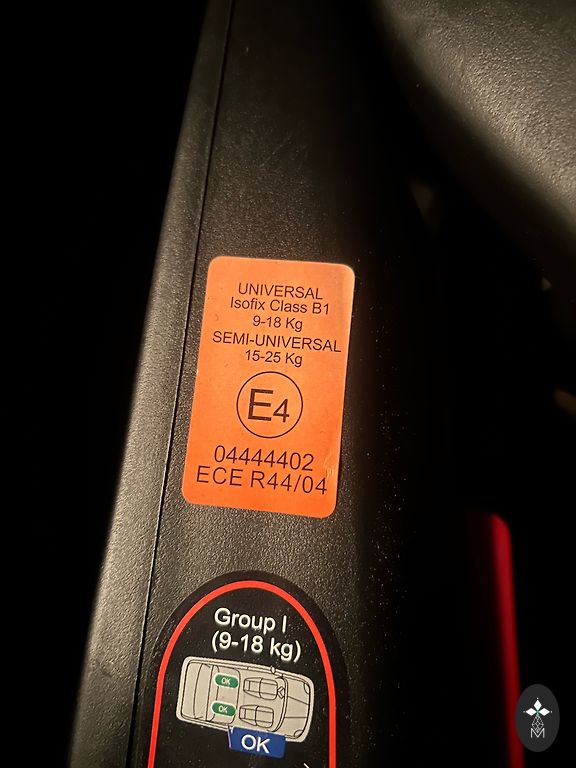 UNIVERSAL
Isofix Class B1
9-18 Kg
SEMI-UNIVERSAL
15-25 Kg
E4
04444402
ECE R44/04
Group I
(9-18 kg)
OK
OK
OK
M